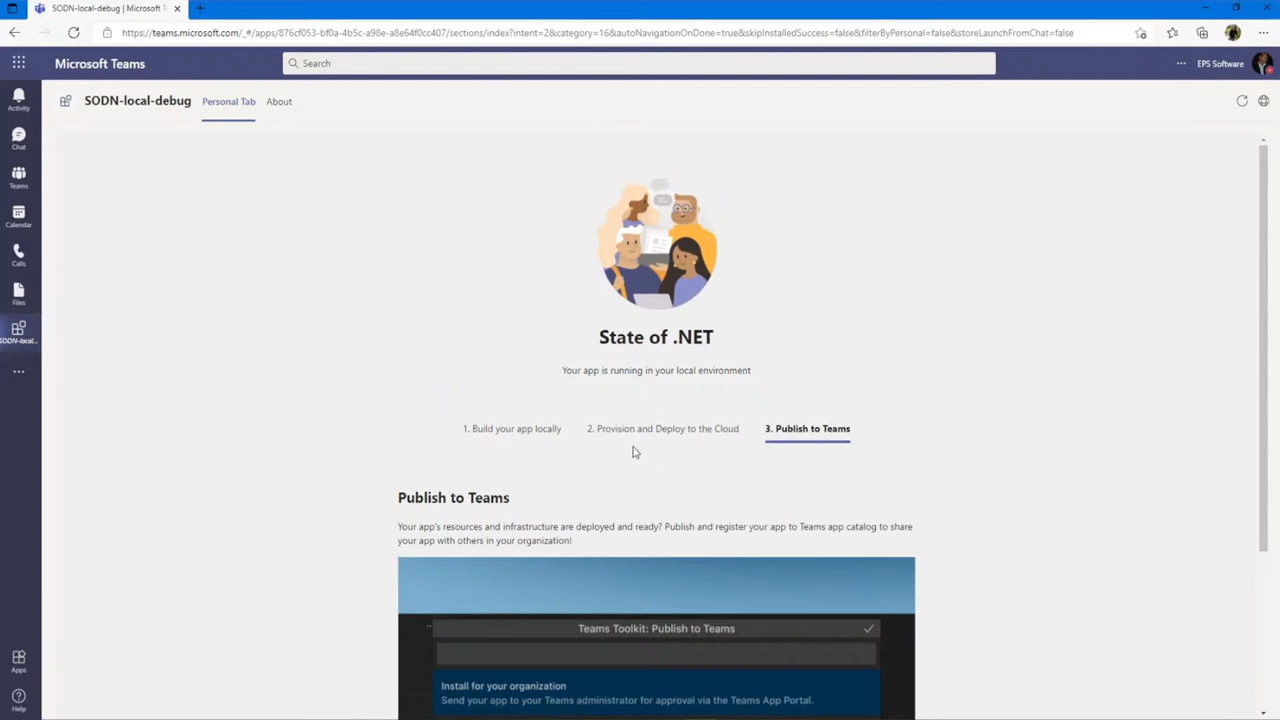 SODN-local-debug | Microsoft T
https://teams.microsoft.com/_#/apps/876cf053-bf0a-4b5c-a98e-a8e64f0cc407/sections/index?intent=2&category=16&autoNavigationOnDone=true&skipInstalledSuccess=false&filterByPersonal=false&storeLaunchFromChat=false
Microsoft Teams
Search
EPS Software
Activity
Chat
Teams
Calendar
Calls
Files
SODN-local...
Apps
Help
SODN-local-debug
Personal Tab
About
State of .NET
Your app is running in your local environment
1. Build your app locally
2. Provision and Deploy to the Cloud
3. Publish to Teams
Publish to Teams
Your app's resources and infrastructure are deployed and ready? Publish and register your app to Teams app catalog to share
your app with others in your organization!
Teams Toolkit: Publish to Teams
Install for your organization
Send your app to your Teams administrator for approval via the Teams App Portal.